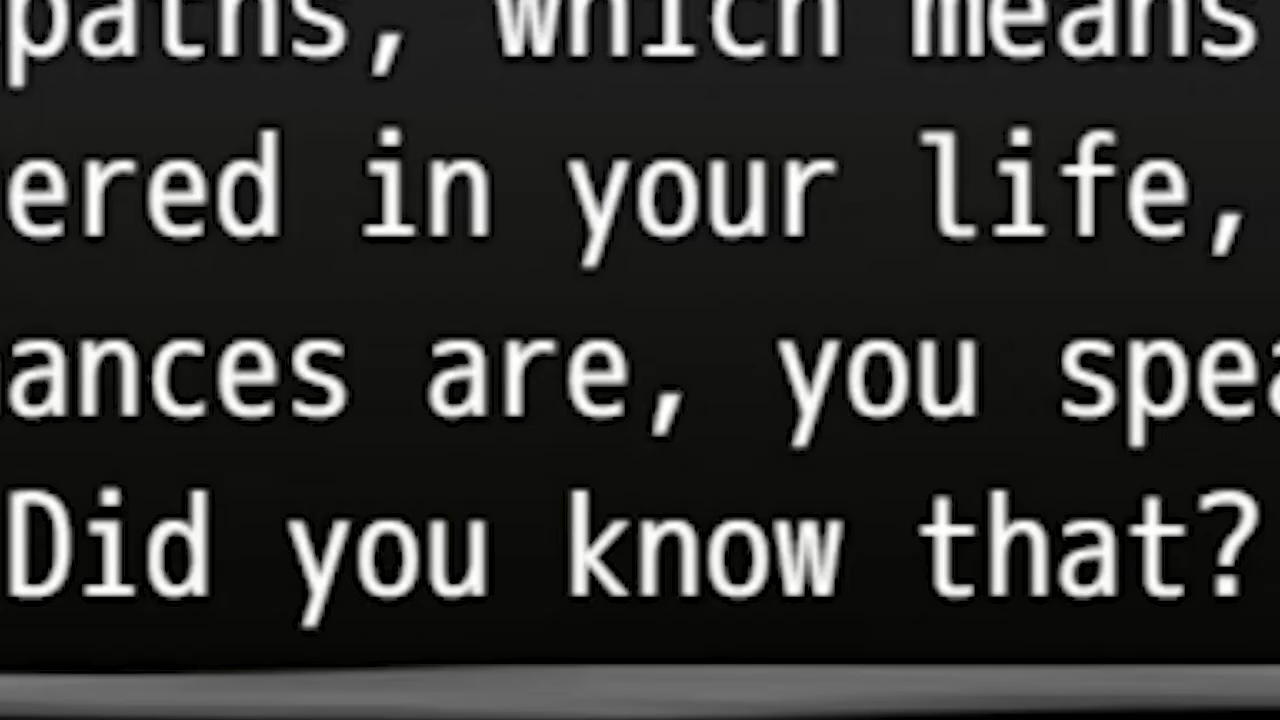 paths, which means
ered in your life,
ances are, you spea
Did you know that?